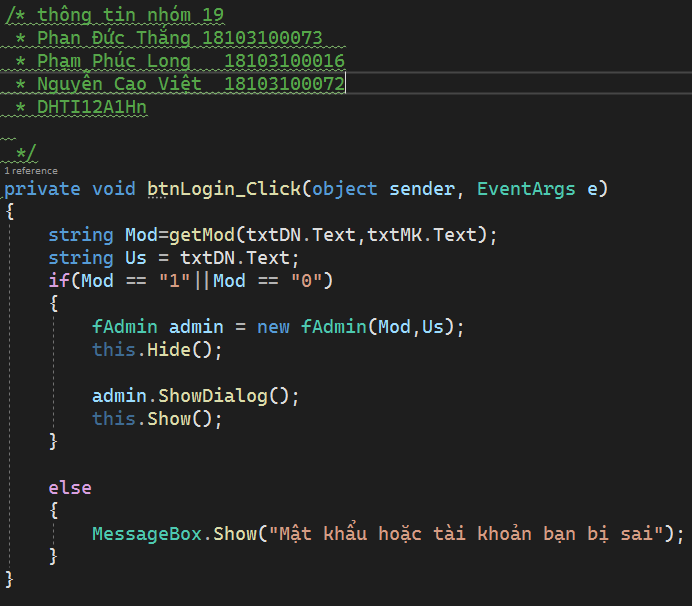 /* thông tin nhóm 19
* Phan Đức Thắng 18103100073
* Phạm Phúc Long 18103100016
* Nguyễn Cao Việt 18103100072
* DHTI12A1Hn
*/
1 reference
private void btnLogin_Click(object sender, EventArgs e)
{
string Mod=getMod(txtDN.Text,txtMK.Text);
string Us = txtDN.Text;
if(Mod == "1"||Mod == "0")
{
fAdmin admin = new fAdmin(Mod,Us);
this.Hide();
admin.ShowDialog();
this.Show();
}
else
{
MessageBox.Show("Mật khẩu hoặc tài khoản bạn bị sai");
}
}